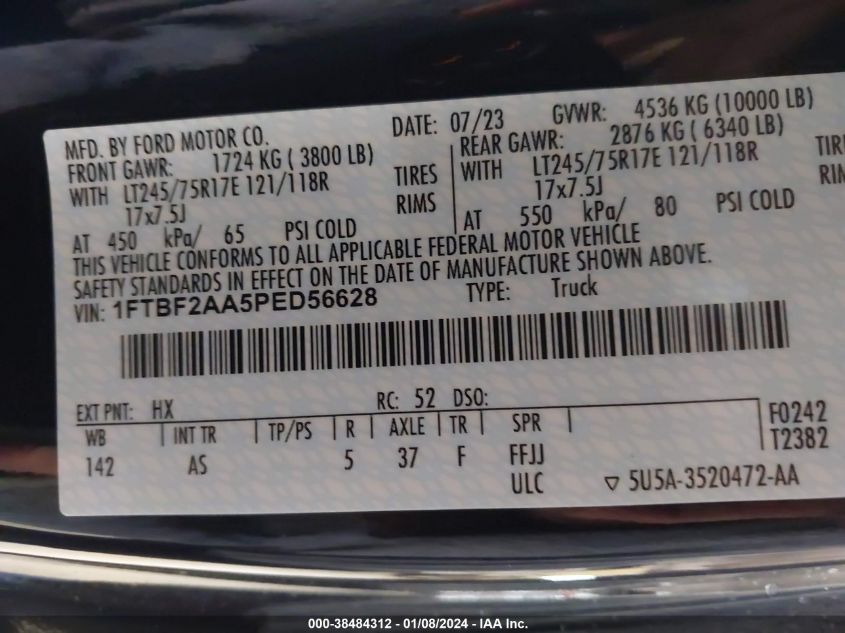 MFD. BY FORD MOTOR CO. DATE: 07/23 GVWR: 4536 KG (10000 LB)
FRONT GAWR: 1724 KG ( 3800 LB) REAR GAWR: 2876 KG ( 6340 LB)
WITH LT245/75R17E 121/118R TIRES WITH LT245/75R17E 121/118R TIR
17x7.5J RIMS 17x7.5J RIM
AT 450 kPa/ 65 PSI COLD AT 550 kPa/ 80 PSI COLD
THIS VEHICLE CONFORMS TO ALL APPLICABLE FEDERAL MOTOR VEHICLE
SAFETY STANDARDS IN EFFECT ON THE DATE OF MANUFACTURE SHOWN ABOVE.
VIN: 1FTBF2AA5PED56628 TYPE: Truck
EXT PNT: HX RC: 52 DSO:
WB INT TR TP/PS R AXLE TR SPR F0242
142 AS 5 37 F FFJJ T2382
ULC 5U5A-3520472-AA
000-38484312 - 01/08/2024 - IAA Inc.